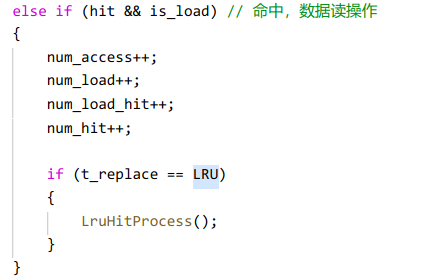 else if (hit && is_load) // 命中，数据读操作
{
    num_access++;
    num_load++;
    num_load_hit++;
    num_hit++;

    if (t_replace == LRU)
    {
        LruHitProcess();
    }
}